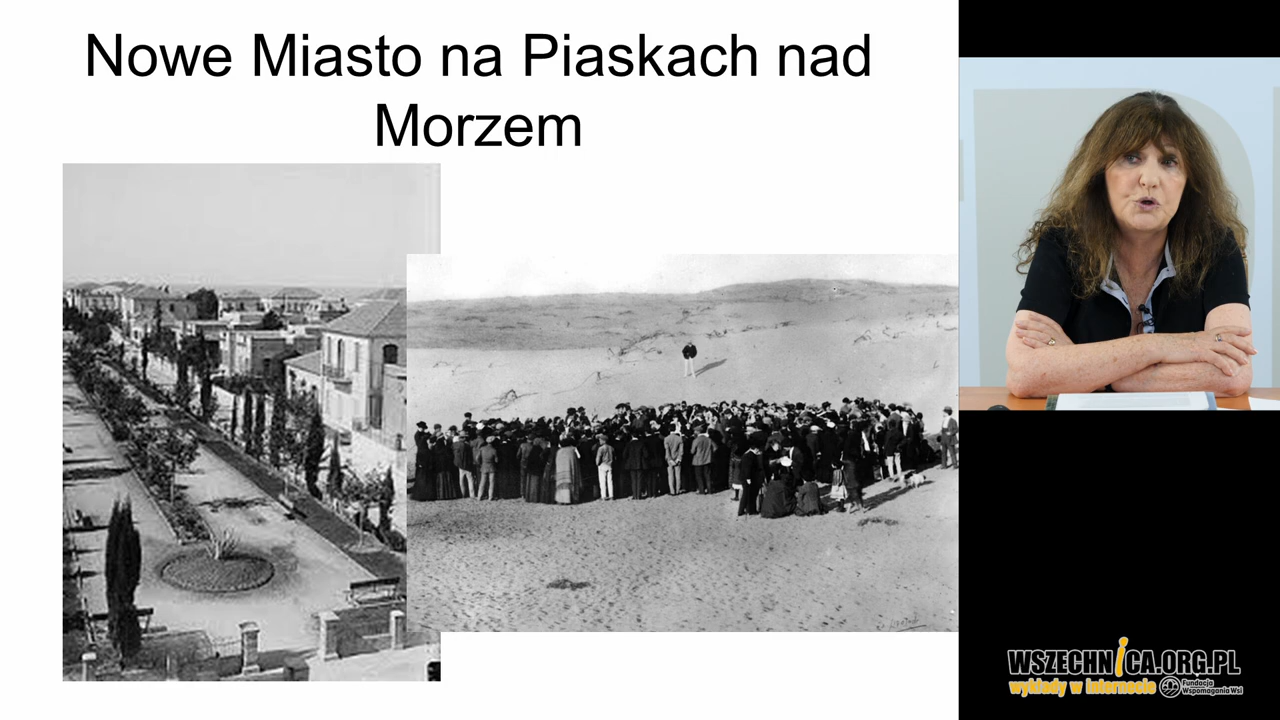 Nowe Miasto na Piaskach nad
Morzem
WSZECHNICA.ORG.PL
wykłady w internecie
Fundacja
Wspomagania Wsi